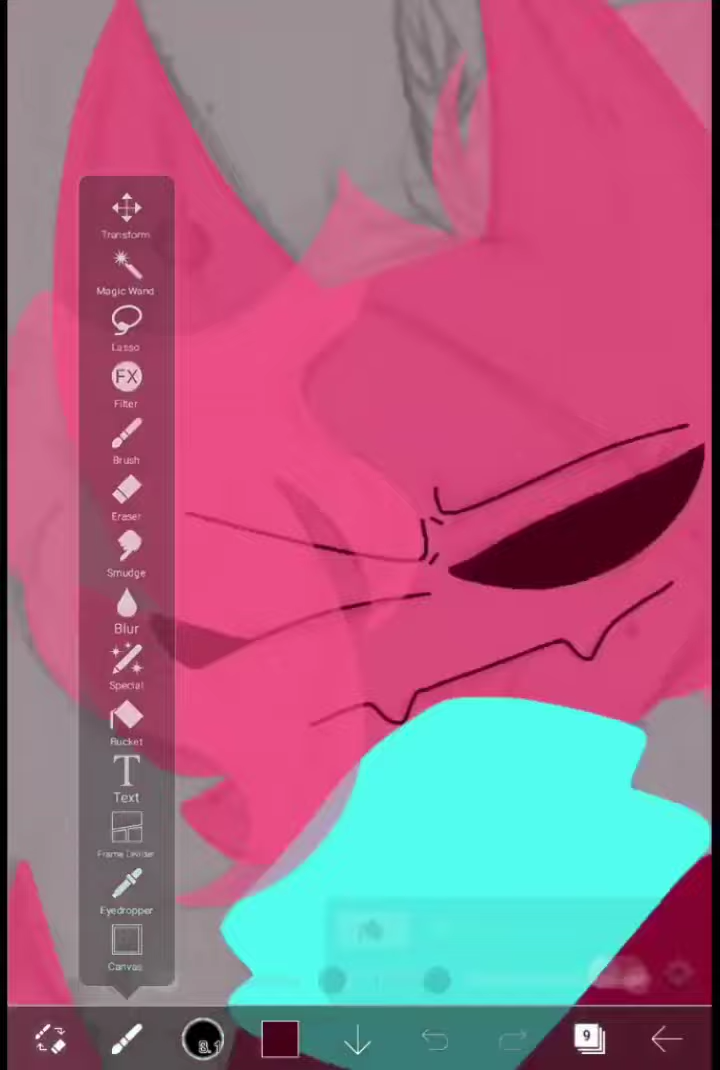 Transform
Magic Wand
Lasso
FX
Filter
Brush
Eraser
Smudge
Blur
Special
Bucket
T
Text
Frame Divider
Eyedropper
Canvas
9